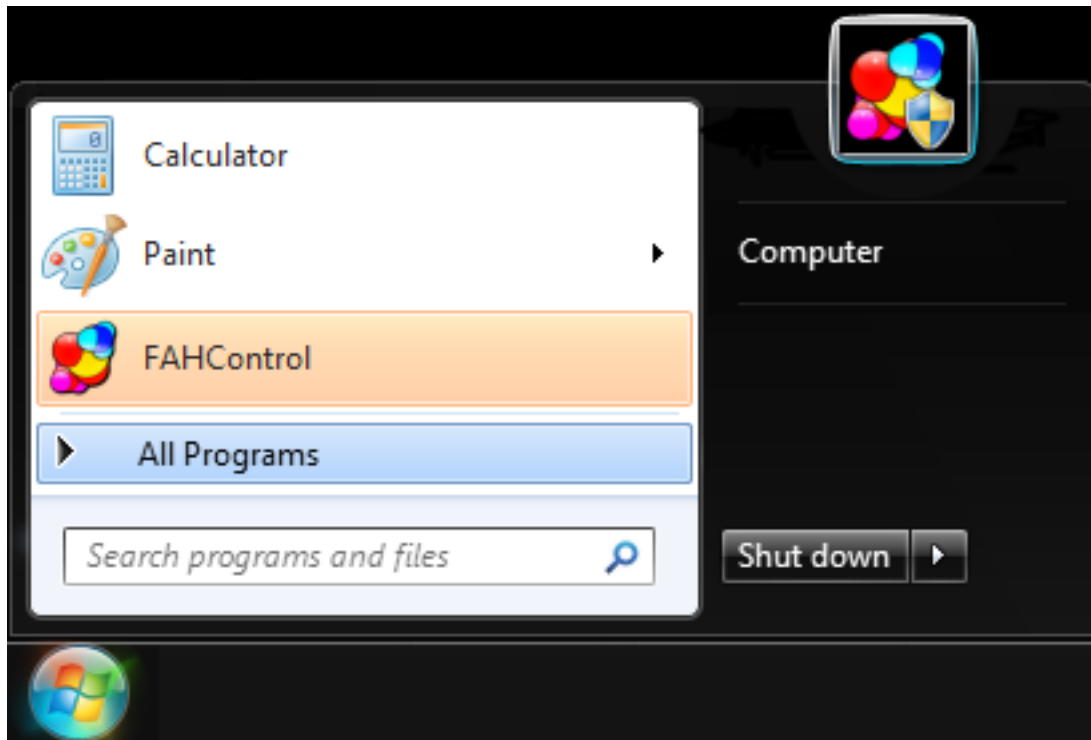 Calculator
Paint
FAHControl
All Programs
Search programs and files
Computer
Shut down